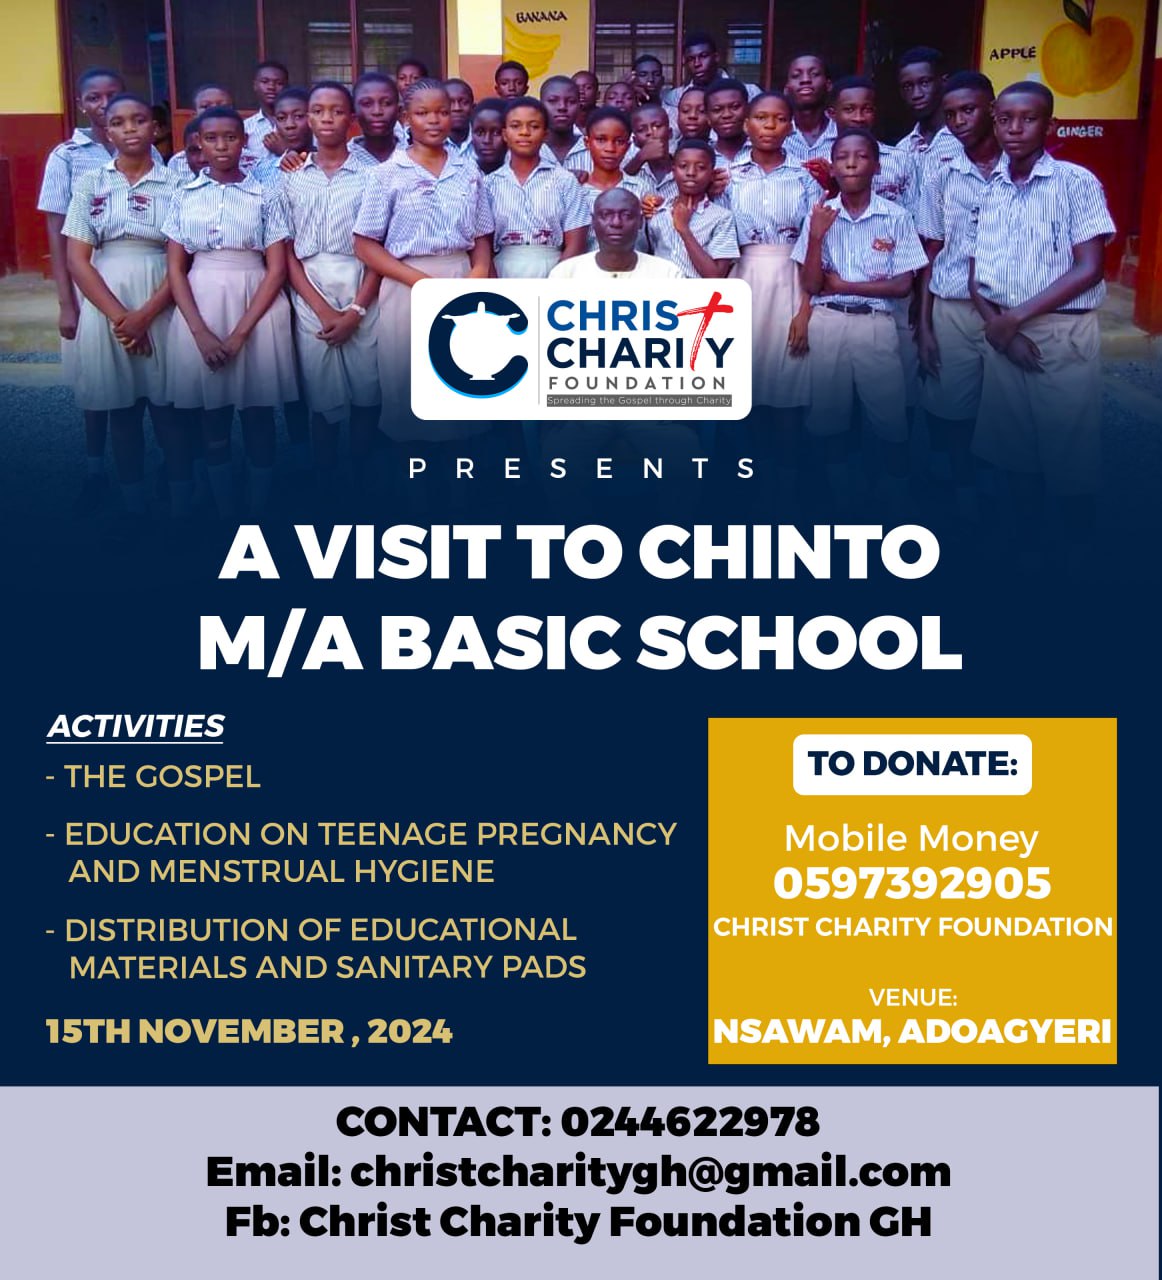 BANANA
APPLE
GINGER
CHRIST
CHARITY
FOUNDATION
Spreading the Gospel through Charity
PRESENTS
A VISIT TO CHINTO
M/A BASIC SCHOOL
ACTIVITIES
- THE GOSPEL
- EDUCATION ON TEENAGE PREGNANCY
AND MENSTRUAL HYGIENE
- DISTRIBUTION OF EDUCATIONAL
MATERIALS AND SANITARY PADS
15TH NOVEMBER , 2024
TO DONATE:
Mobile Money
0597392905
CHRIST CHARITY FOUNDATION
VENUE:
NSAWAM, ADOAGYERI
CONTACT: 0244622978
Email: christcharitygh@gmail.com
Fb: Christ Charity Foundation GH